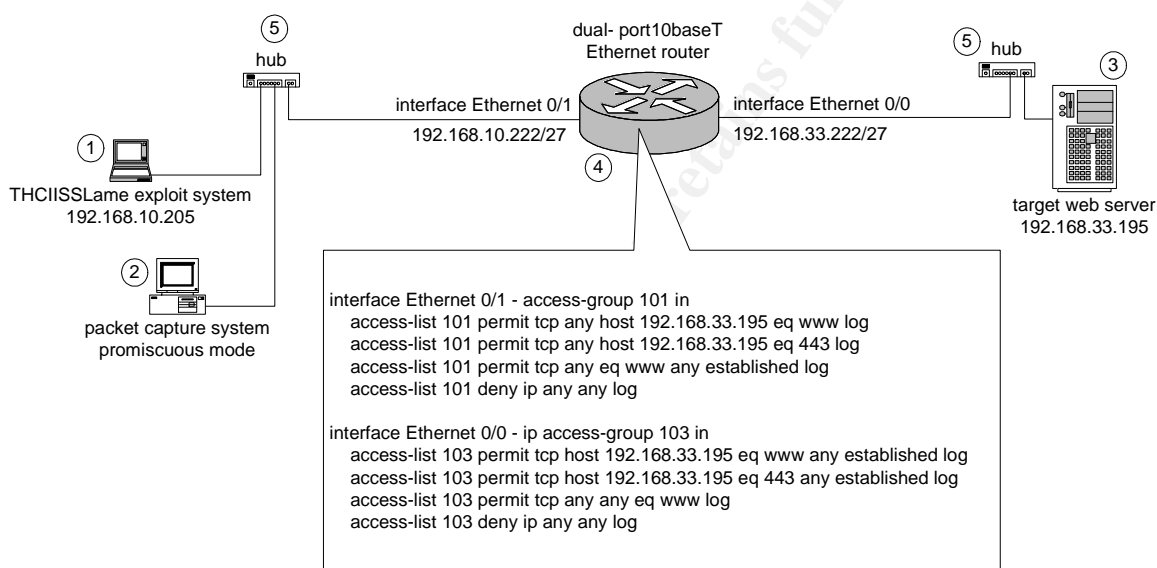 5
hub
dual- port10baseT
Ethernet router
5
hub
3
interface Ethernet 0/1
192.168.10.222/27
interface Ethernet 0/0
192.168.33.222/27
4
1
THCIISSLame exploit system
192.168.10.205
target web server
192.168.33.195
2
packet capture system
promiscuous mode
interface Ethernet 0/1 - access-group 101 in
access-list 101 permit tcp any host 192.168.33.195 eq www log
access-list 101 permit tcp any host 192.168.33.195 eq 443 log
access-list 101 permit tcp any eq www any established log
access-list 101 deny ip any any log
interface Ethernet 0/0 - ip access-group 103 in
access-list 103 permit tcp host 192.168.33.195 eq www any established log
access-list 103 permit tcp host 192.168.33.195 eq 443 any established log
access-list 103 permit tcp any any eq www log
access-list 103 deny ip any any log
retains ful